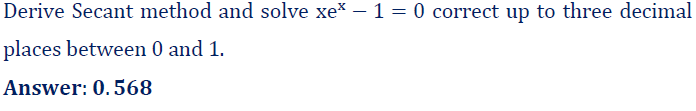 Derive Secant method and solve xeˣ − 1 = 0 correct up to three decimal
places between 0 and 1.
Answer: 0.568